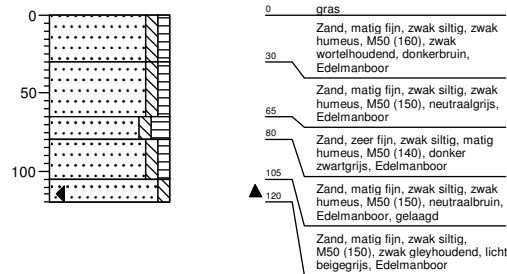 0
50
100
0
gras
Zand, matig fijn, zwak siltig, zwak
humeus, M50 (160), zwak
wortelhoudend, donkerbruin,
Edelmanboor
30
Zand, matig fijn, zwak siltig, zwak
humeus, M50 (150), neutraalgrijs,
Edelmanboor
65
Zand, zeer fijn, zwak siltig, matig
humeus, M50 (140), donker
zwartgrijs, Edelmanboor
80
Zand, matig fijn, zwak siltig, zwak
humeus, M50 (150), neutraalbruin,
Edelmanboor, gelaagd
105
Zand, matig fijn, zwak siltig,
M50 (150), zwak gleyhoudend, licht
beigegrijs, Edelmanboor
120